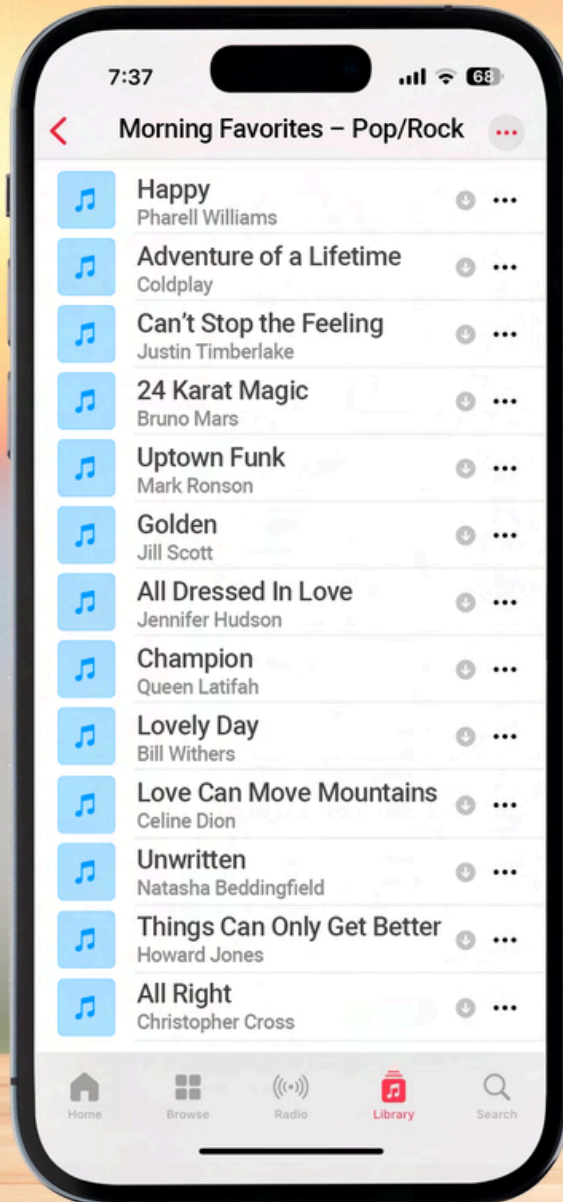 7:37
68
Morning Favorites – Pop/Rock
Happy
Pharell Williams
Adventure of a Lifetime
Coldplay
Can't Stop the Feeling
Justin Timberlake
24 Karat Magic
Bruno Mars
Uptown Funk
Mark Ronson
Golden
Jill Scott
All Dressed In Love
Jennifer Hudson
Champion
Queen Latifah
Lovely Day
Bill Withers
Love Can Move Mountains
Celine Dion
Unwritten
Natasha Beddingfield
Things Can Only Get Better
Howard Jones
All Right
Christopher Cross
Home
Browse
Radio
Library
Search